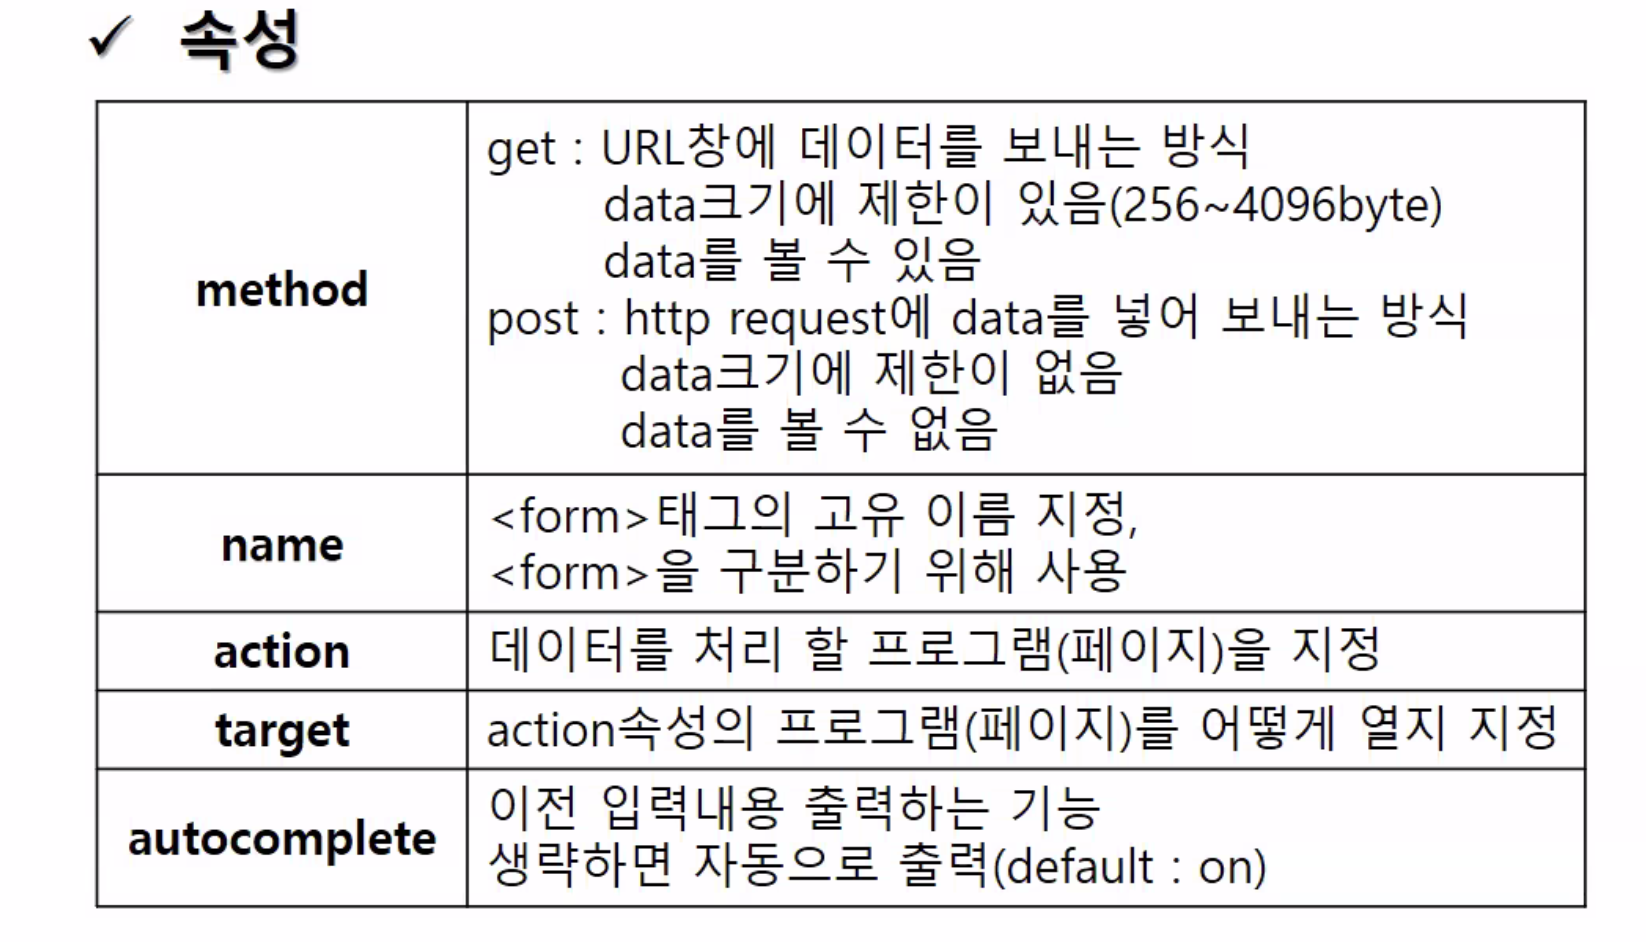 ✓ 속성
method
get : URL창에 데이터를 보내는 방식
data크기에 제한이 있음(256~4096byte)
data를 볼 수 있음
post : http request에 data를 넣어 보내는 방식
data크기에 제한이 없음
data를 볼 수 없음
name
<form>태그의 고유 이름 지정,
<form>을 구분하기 위해 사용
action
데이터를 처리 할 프로그램(페이지)을 지정
target
action속성의 프로그램(페이지)를 어떻게 열지 지정
autocomplete
이전 입력내용 출력하는 기능
생략하면 자동으로 출력(default : on)